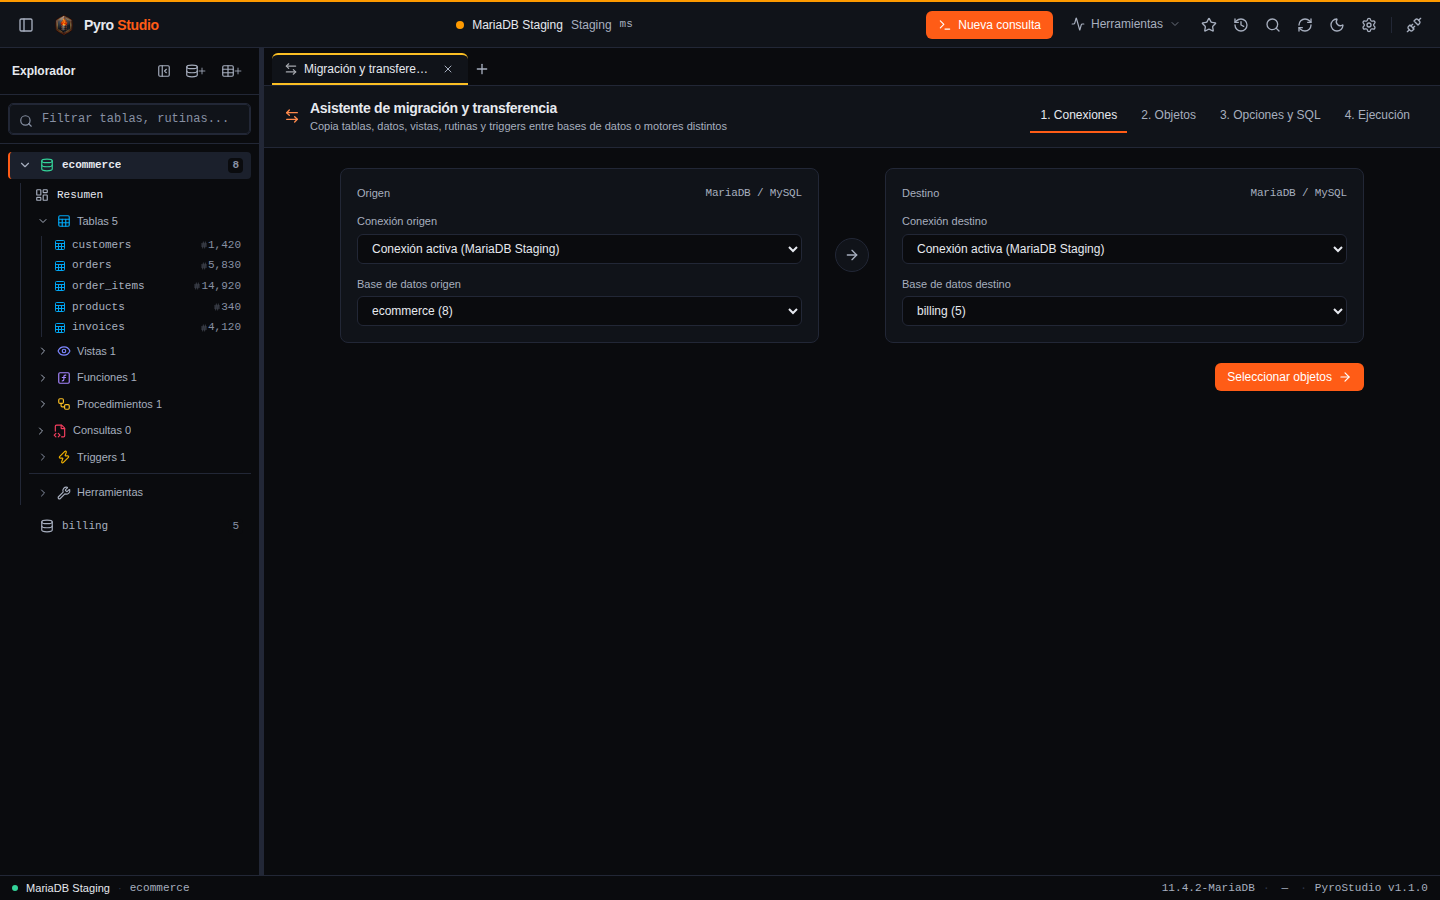 Pyro Studio
MariaDB Staging Staging ms
Nueva consulta
Herramientas
Explorador
Filtrar tablas, rutinas...
ecommerce 8
Resumen
Tablas 5
customers #1,420
orders #5,830
order_items #14,920
products #340
invoices #4,120
Vistas 1
Funciones 1
Procedimientos 1
Consultas 0
Triggers 1
Herramientas
billing 5
Migración y transfere...
Asistente de migración y transferencia
Copia tablas, datos, vistas, rutinas y triggers entre bases de datos o motores distintos
1. Conexiones 2. Objetos 3. Opciones y SQL 4. Ejecución
Origen MariaDB / MySQL
Conexión origen
Conexión activa (MariaDB Staging)
Base de datos origen
ecommerce (8)
Destino MariaDB / MySQL
Conexión destino
Conexión activa (MariaDB Staging)
Base de datos destino
billing (5)
Seleccionar objetos
MariaDB Staging · ecommerce
11.4.2-MariaDB · — · PyroStudio v1.1.0